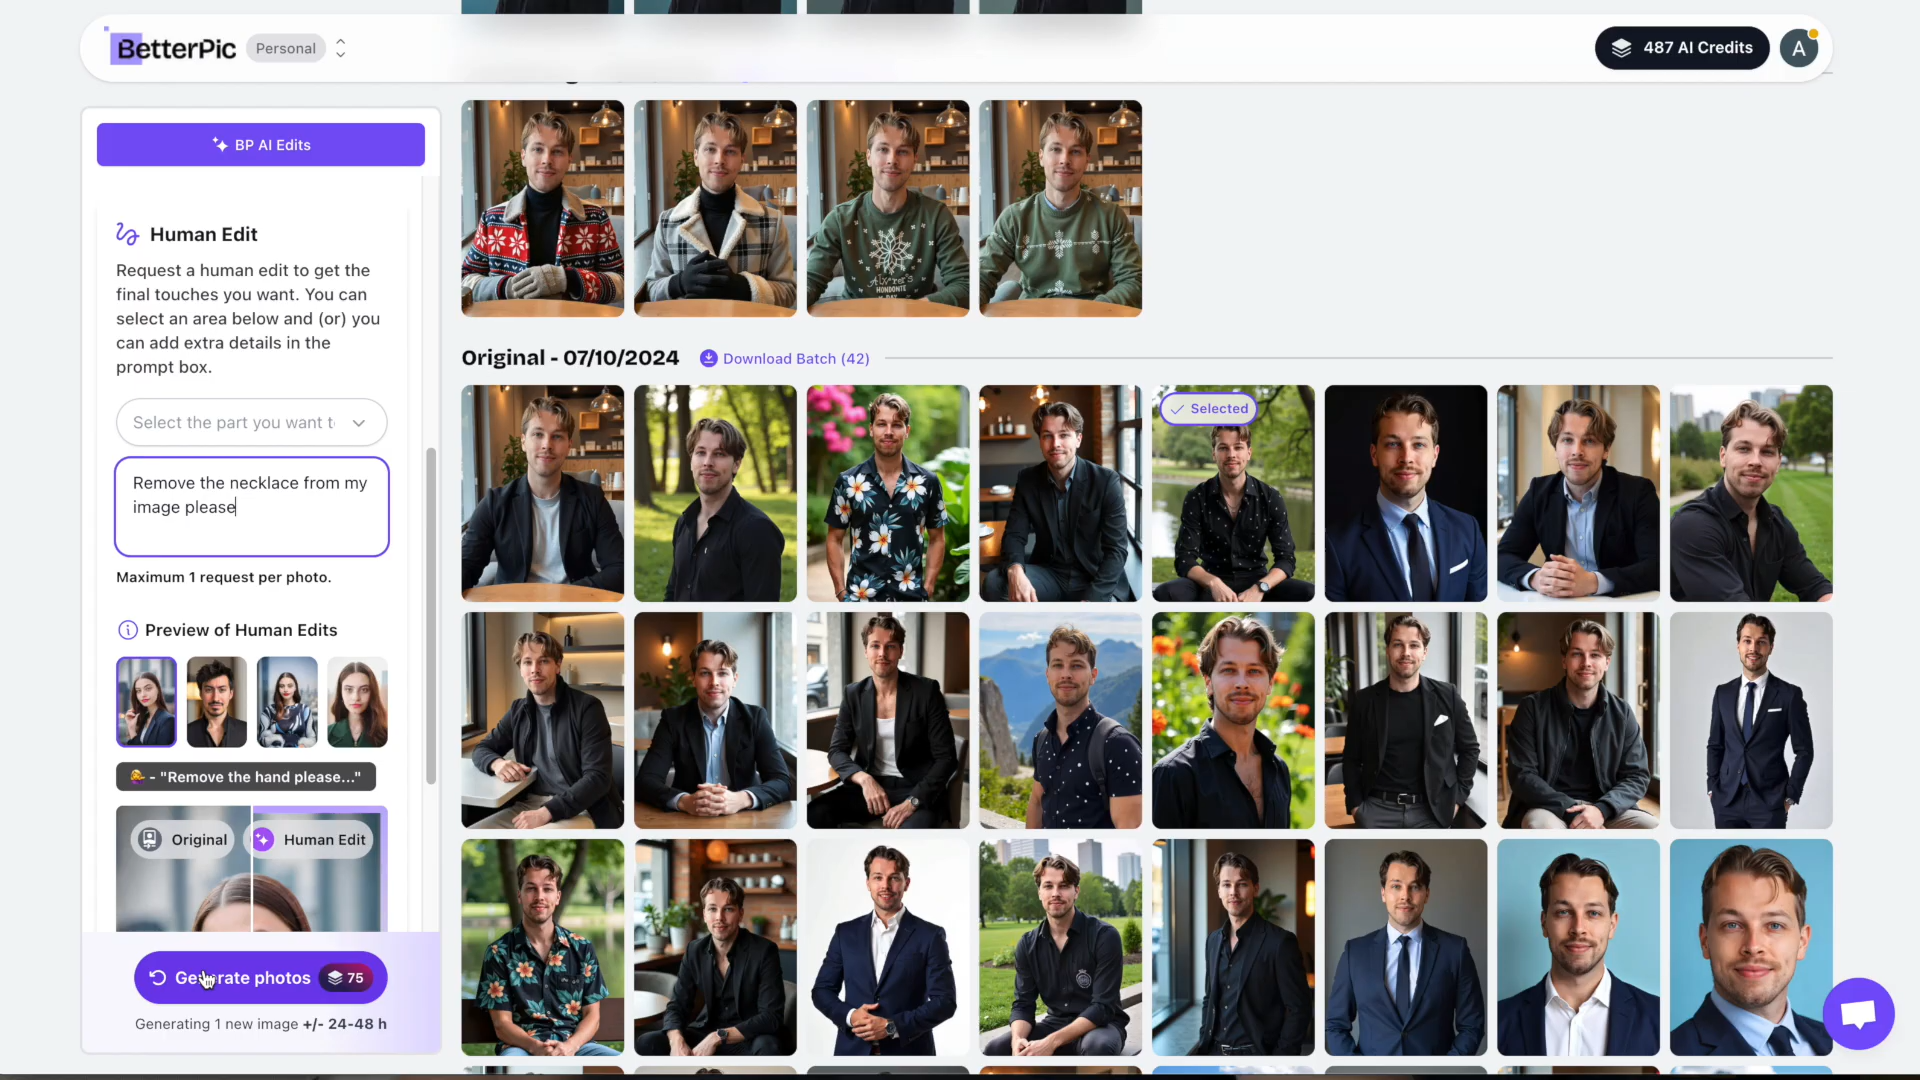 BetterPic
Personal
487 AI Credits
A
BP AI Edits
Human Edit
Request a human edit to get the
final touches you want. You can
select an area below and (or) you
can add extra details in the
prompt box.
Select the part you want t
Remove the necklace from my
image please
Maximum 1 request per photo.
Preview of Human Edits
- "Remove the hand please..."
Original
Human Edit
Generate photos
75
Generating 1 new image +/- 24-48 h
Original - 07/10/2024
Download Batch (42)
Selected